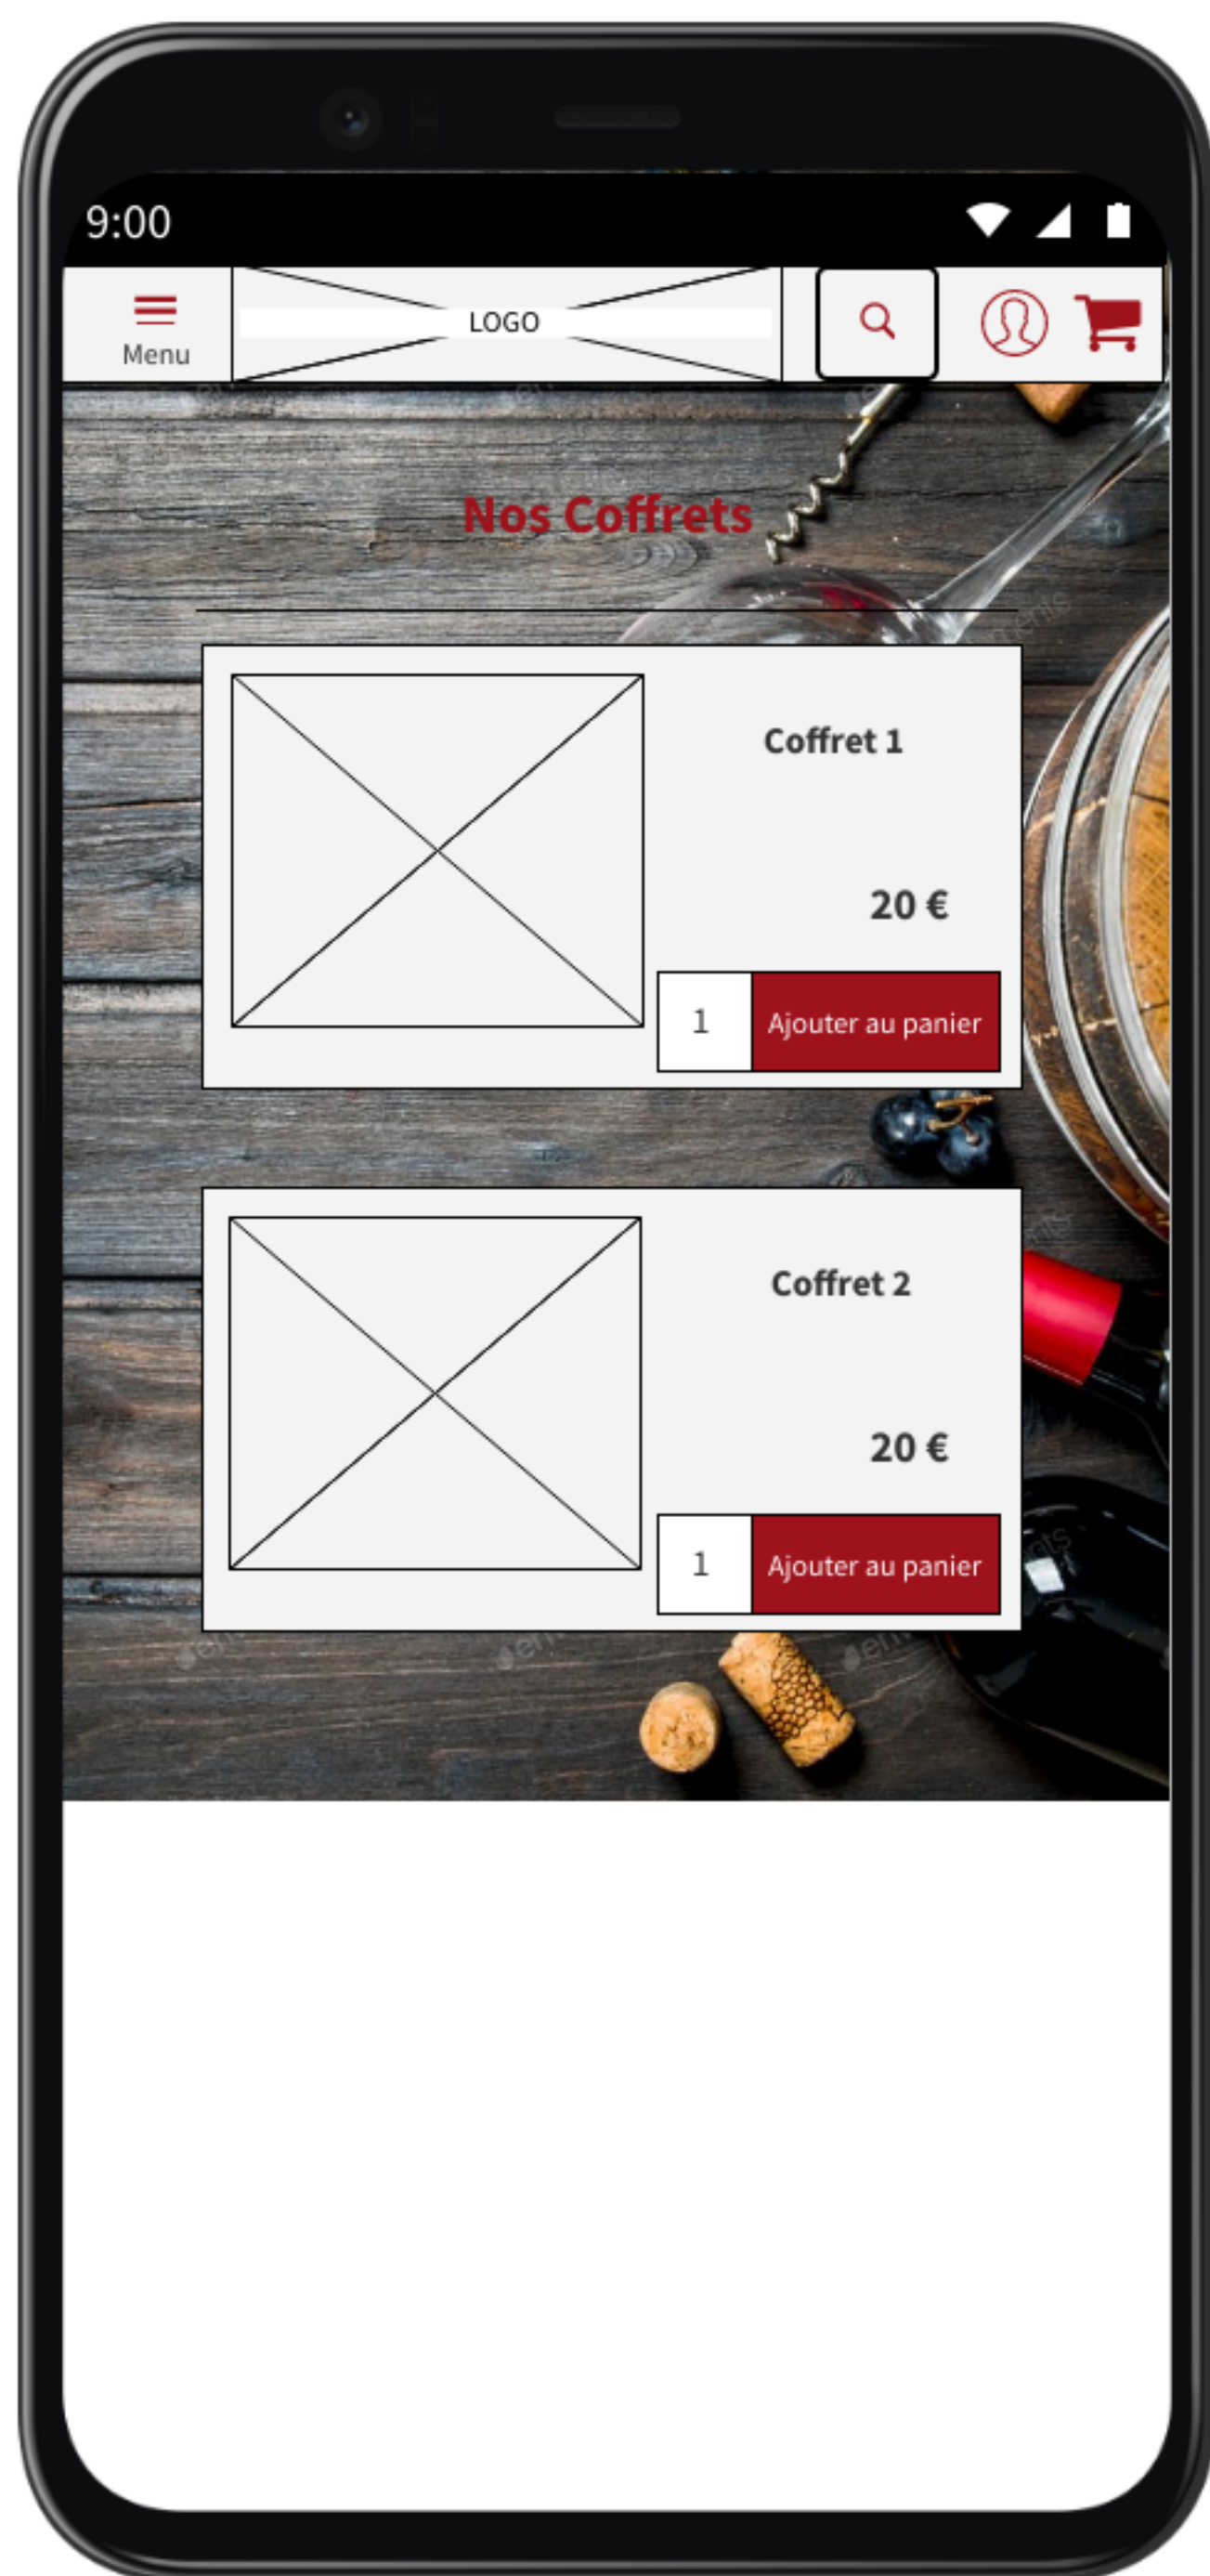 9:00
Menu
LOGO
Nos Coffrets
Coffret 1
20 €
1
Ajouter au panier
Coffret 2
20 €
1
Ajouter au panier